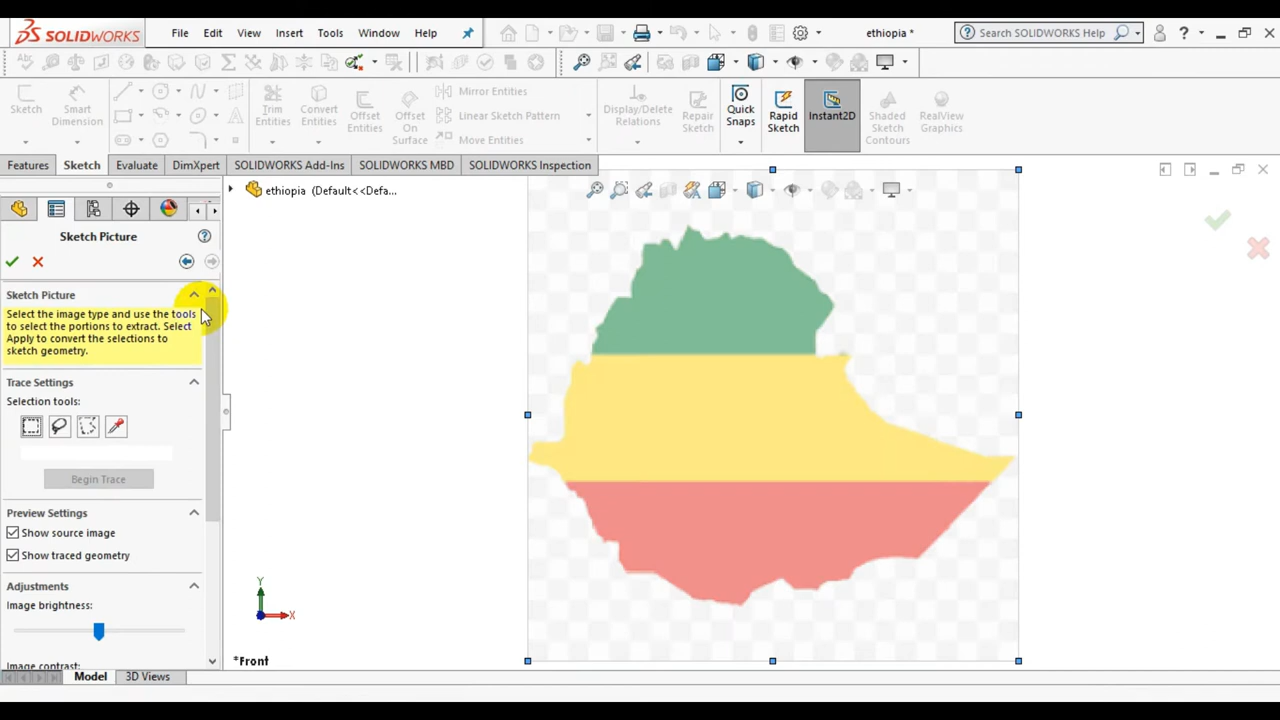 SOLIDWORKS File Edit View Insert Tools Window Help ethiopia * Search SOLIDWORKS Help
Sketch Smart Dimension Trim Entities Convert Entities Offset Entities Offset On Surface Mirror Entities Linear Sketch Pattern Move Entities Display/Delete Relations Repair Sketch Quick Snaps Rapid Sketch Instant2D Shaded Sketch Contours RealView Graphics
Features Sketch Evaluate DimXpert SOLIDWORKS Add-Ins SOLIDWORKS MBD SOLIDWORKS Inspection
ethiopia (Default<<Defa...
Sketch Picture
Sketch Picture
Select the image type and use the tools
to select the portions to extract. Select
Apply to convert the selections to
sketch geometry.
Trace Settings
Selection tools:
Begin Trace
Preview Settings
Show source image
Show traced geometry
Adjustments
Image brightness:
Image contrast:
Y
X
*Front
Model 3D Views